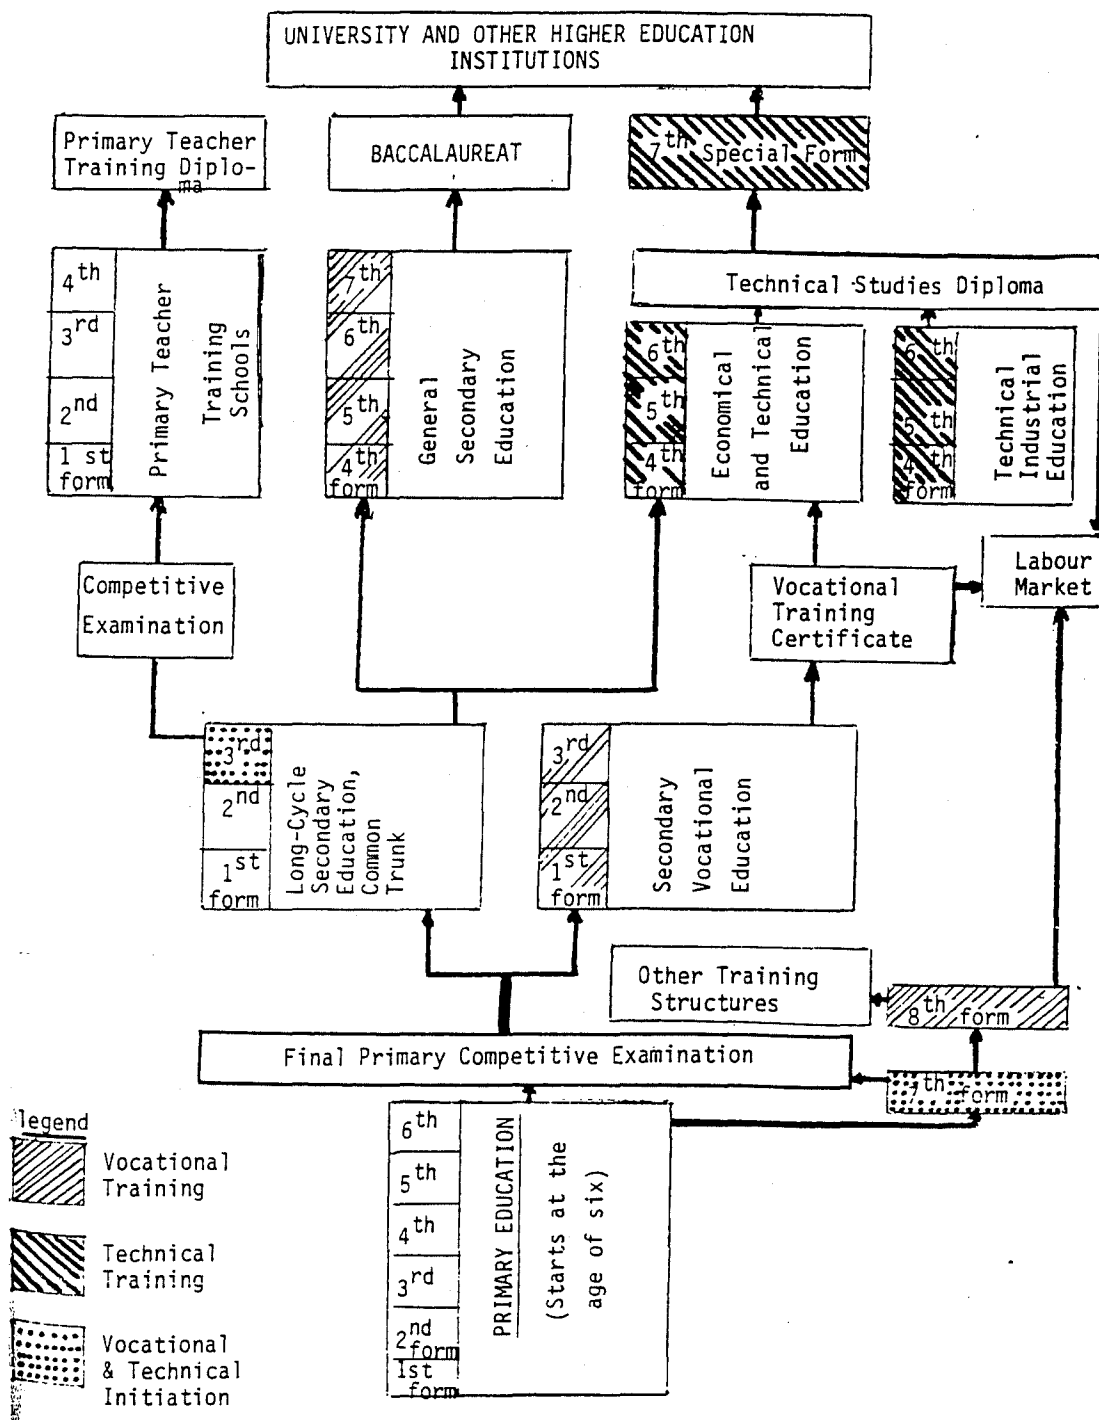 UNIVERSITY AND OTHER HIGHER EDUCATION
INSTITUTIONS
Primary Teacher
Training Diplo-
ma
BACCALAUREAT
7th Special Form
4th
3rd
2nd
1 st
form
Primary Teacher
Training
Schools
7th
6th
5th
4th
form
General
Secondary
Education
Technical Studies Diploma
6th
5th
4th
form
Economical
and Technical
Education
6th
5th
4th
form
Technical
Industrial
Education
Competitive
Examination
Vocational
Training
Certificate
Labour
Market
3rd
2nd
1st
form
Long-Cycle
Secondary
Education,
Common
Trunk
3rd
2nd
1st
form
Secondary
Vocational
Education
Other Training
Structures
8th form
Final Primary Competitive Examination
7th form
6th
5th
4th
3rd
2nd
form
1st
form
PRIMARY EDUCATION
(Starts at the
age of six)
legend
Vocational
Training
Technical
Training
Vocational
& Technical
Initiation